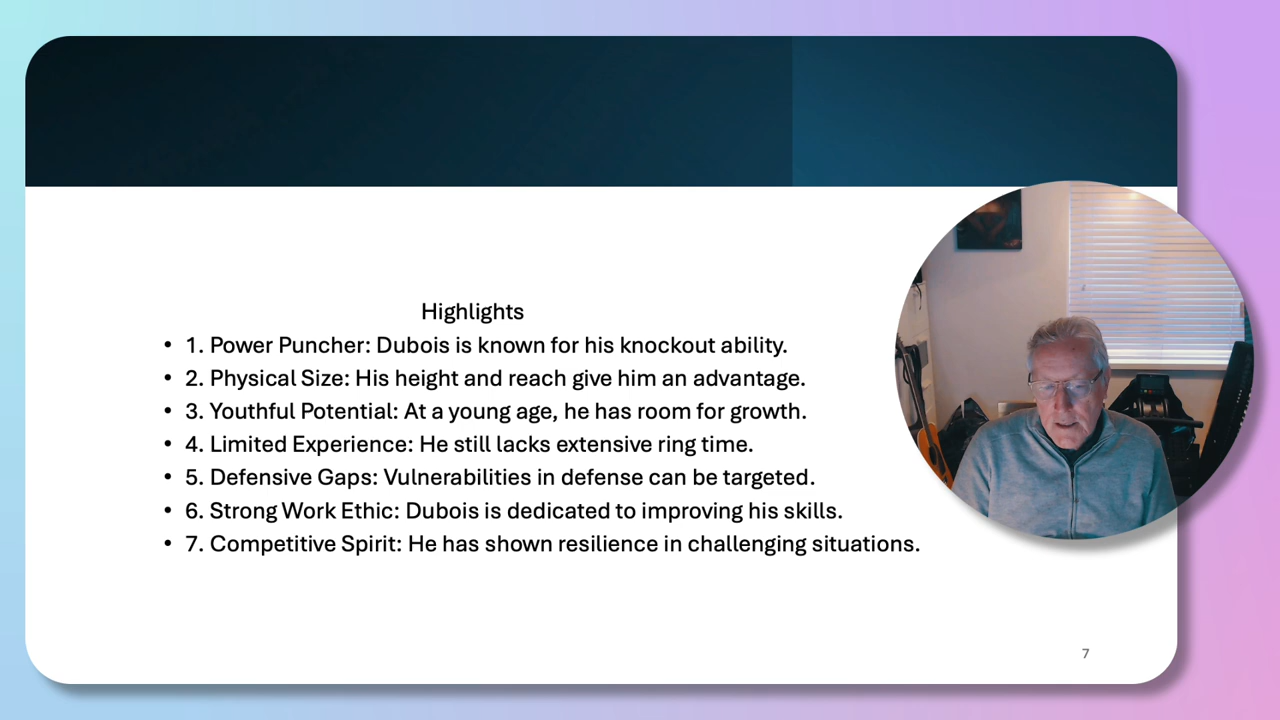 Highlights
• 1. Power Puncher: Dubois is known for his knockout ability.
• 2. Physical Size: His height and reach give him an advantage.
• 3. Youthful Potential: At a young age, he has room for growth.
• 4. Limited Experience: He still lacks extensive ring time.
• 5. Defensive Gaps: Vulnerabilities in defense can be targeted.
• 6. Strong Work Ethic: Dubois is dedicated to improving his skills.
• 7. Competitive Spirit: He has shown resilience in challenging situations.
7